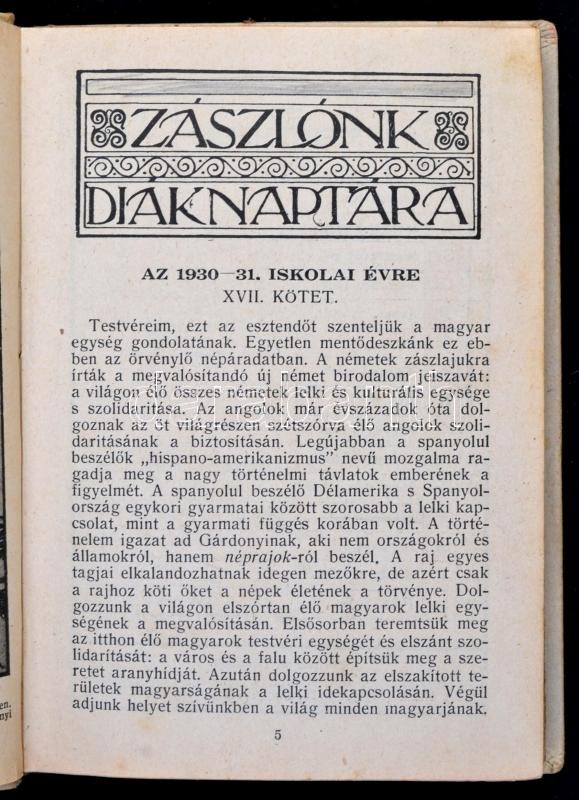 ZÁSZLÓNK
DIÁKNAPTÁRA
AZ 1930—31. ISKOLAI ÉVRE
XVII. KÖTET.
Testvéreim, ezt az esztendőt szenteljük a magyar
egység gondolatának. Egyetlen mentődeszkánk ez eb-
ben az örvénylő népáradatban. A németek zászlajukra
írták a megvalósítandó új német birodalom jelszavát:
a világon élő összes németek lelki és kulturális egysége
s szolidaritása. Az angolok már évszázadok óta dol-
goznak az öt világrészen szétszórva élő angolok szoli-
daritásának a biztosításán. Legújabban a spanyolul
beszélők „hispano-amerikanizmus" nevű mozgalma ra-
gadja meg a nagy történelmi távlatok emberének a
figyelmét. A spanyolul beszélő Délamerika s Spanyol-
ország egykori gyarmatai között szorosabb a lelki kap-
csolat, mint a gyarmati függés korában volt. A törté-
nelem igazat ad Gárdonyinak, aki nem országokról és
államokról, hanem néprajok-ról beszél. A raj egyes
tagjai elkalandozhatnak idegen mezőkre, de azért csak
a rajhoz köti őket a népek életének a törvénye. Dol-
gozzunk a világon elszórtan élő magyarok lelki egy-
ségének a megvalósításán. Elsősorban teremtsük meg
az itthon élő magyarok testvéri egységét és elszánt szo-
lidaritását: a város és a falu között építsük meg a sze-
retet aranyhídját. Azután dolgozzunk az elszakított te-
rületek magyarságának a lelki idekapcsolásán. Végül
adjunk helyet szívünkben a világ minden magyarjának.
5
en.
nyi
darabanth